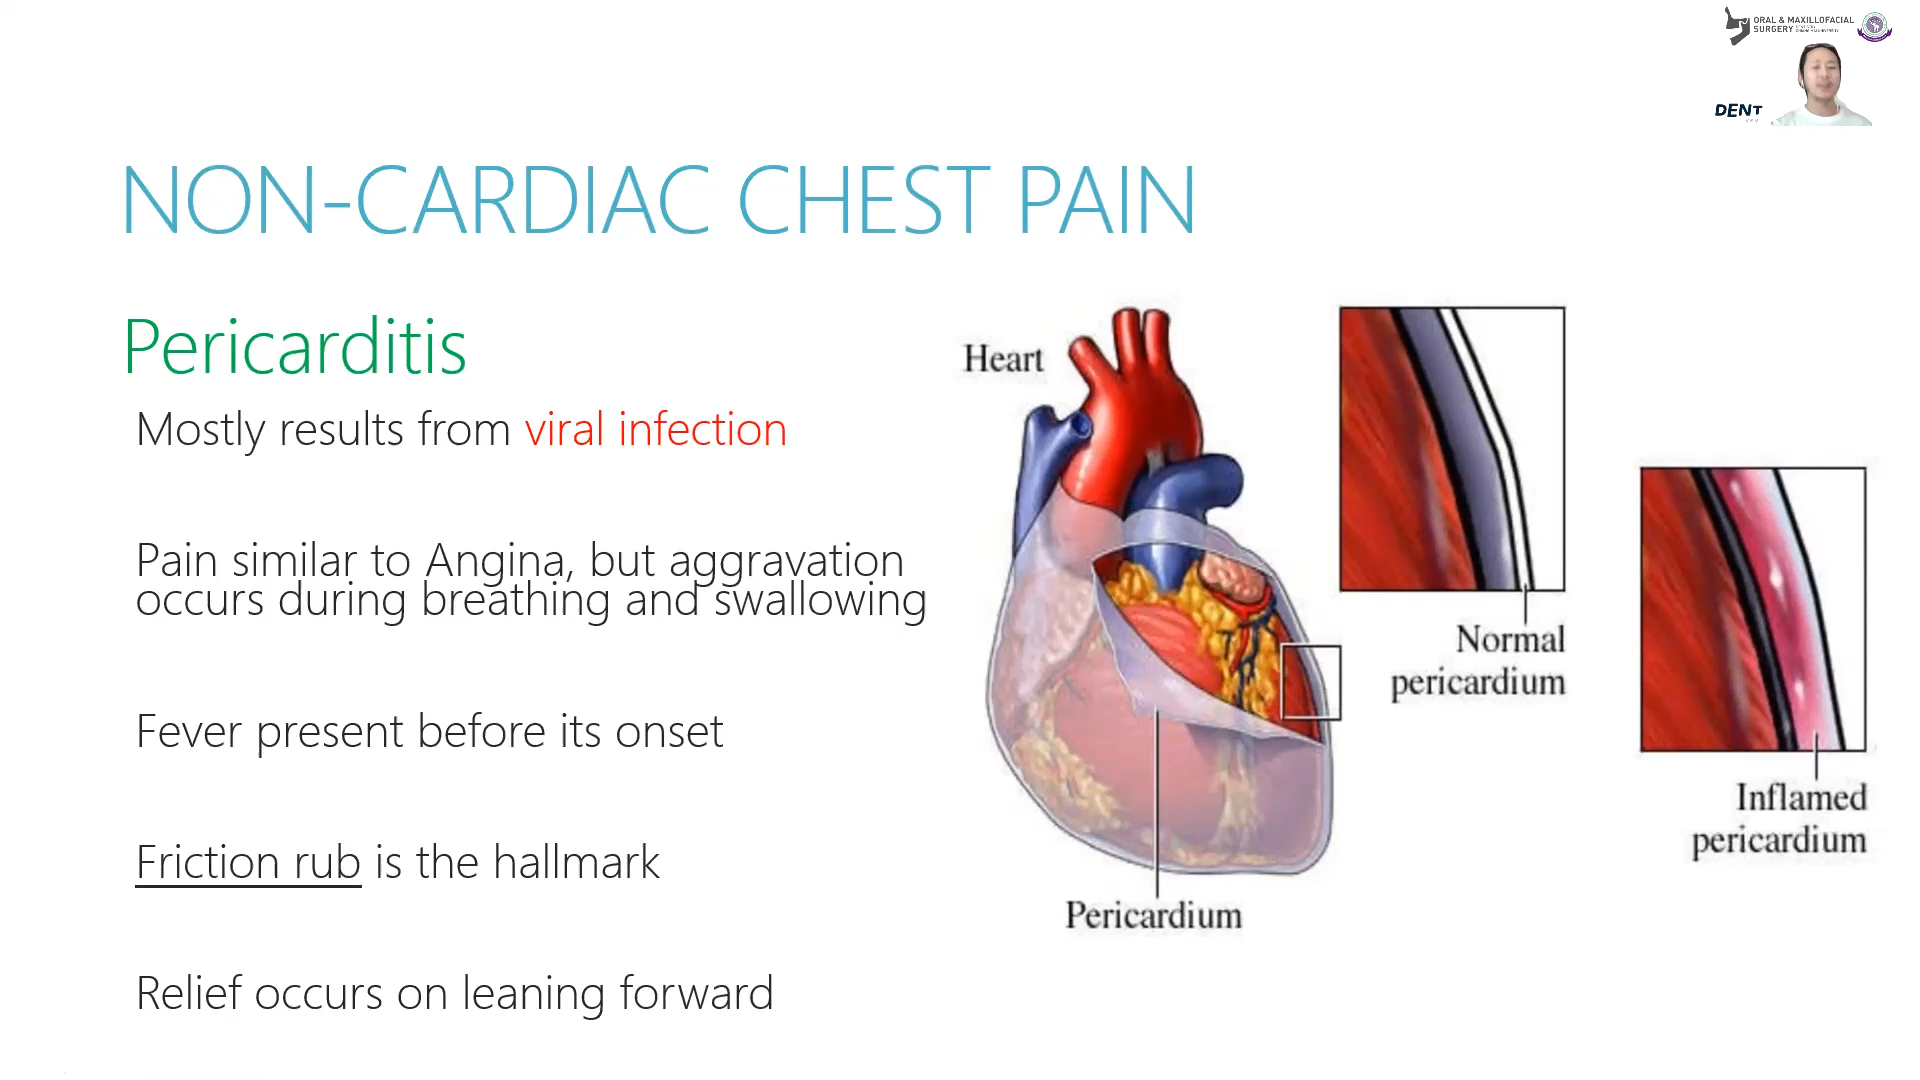 ORAL & MAXILLOFACIAL
SURGERY
DENT
NON-CARDIAC CHEST PAIN
Pericarditis
Mostly results from viral infection
Pain similar to Angina, but aggravation
occurs during breathing and swallowing
Fever present before its onset
Friction rub is the hallmark
Relief occurs on leaning forward
Heart
Normal
pericardium
Inflamed
pericardium
Pericardium